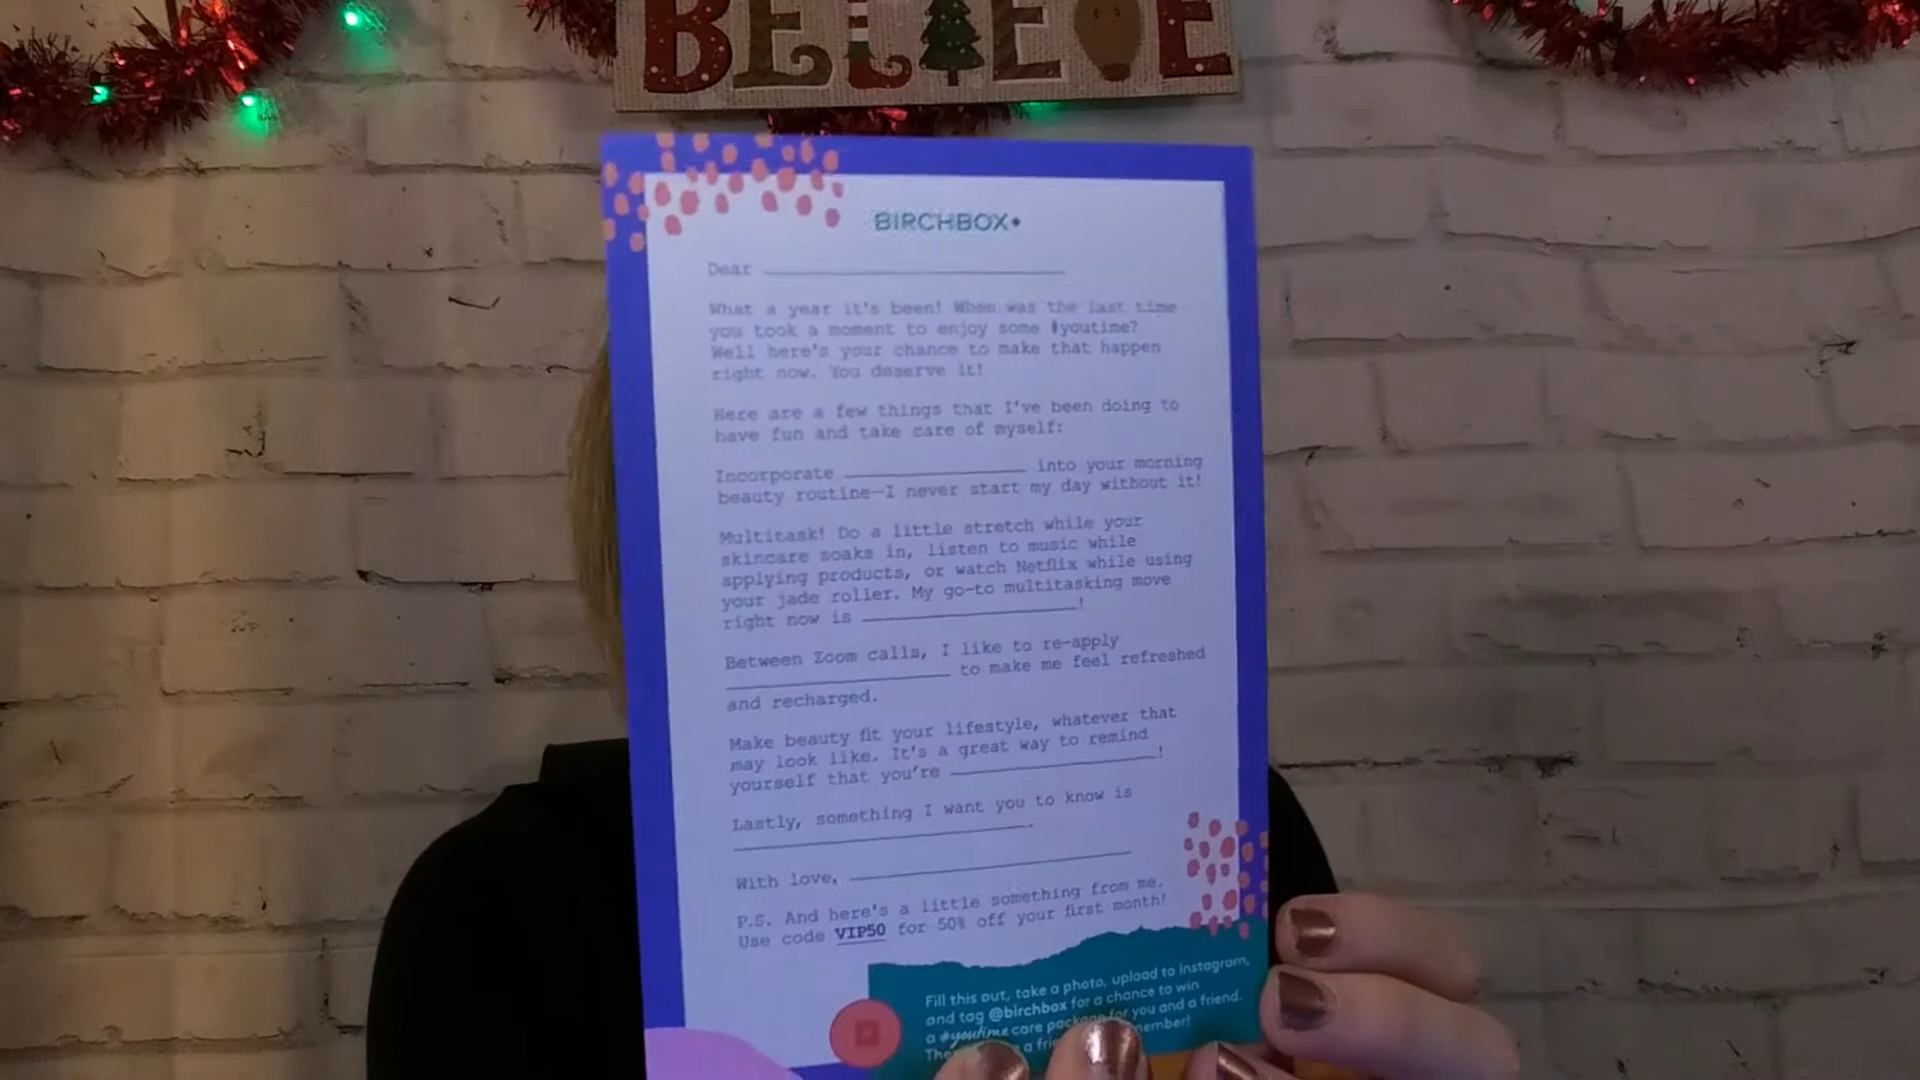 BELIEVE
BIRCHBOX
Dear
What a year it's been! When was the last time
you took a moment to enjoy some #youtime?
Well here's your chance to make that happen
right now. You deserve it!
Here are a few things that I've been doing to
have fun and take care of myself:
Incorporate ____ into your morning
beauty routine—I never start my day without it!
Multitask! Do a little stretch while your
skincare soaks in, listen to music while
applying products, or watch Netflix while using
your jade roller. My go-to multitasking move
right now is ____!
Between Zoom calls, I like to re-apply
____ to make me feel refreshed
and recharged.
Make beauty fit your lifestyle, whatever that
may look like. It's a great way to remind
yourself that you're ____!
Lastly, something I want you to know is
____.
With love, ____
P.S. And here's a little something from me.
Use code VIP50 for 50% off your first month!
Fill this out, take a photo, upload to Instagram,
and tag @birchbox for a chance to win
a #youtime care package for you and a friend.
a